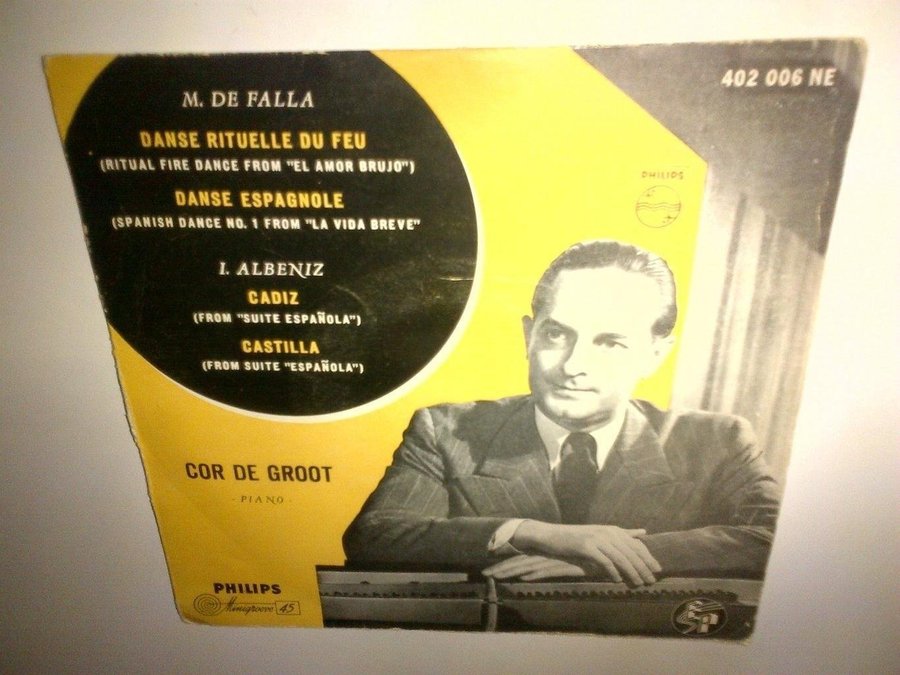 402 006 NE
M. DE FALLA
DANSE RITUELLE DU FEU
(RITUAL FIRE DANCE FROM "EL AMOR BRUJO")
DANSE ESPAGNOLE
(SPANISH DANCE NO. 1 FROM "LA VIDA BREVE"
I. ALBENIZ
CADIZ
(FROM "SUITE ESPAÑOLA")
CASTILLA
(FROM SUITE "ESPAÑOLA")
PHILIPS
COR DE GROOT
- PIANO -
PHILIPS
Minigroove 45
EP